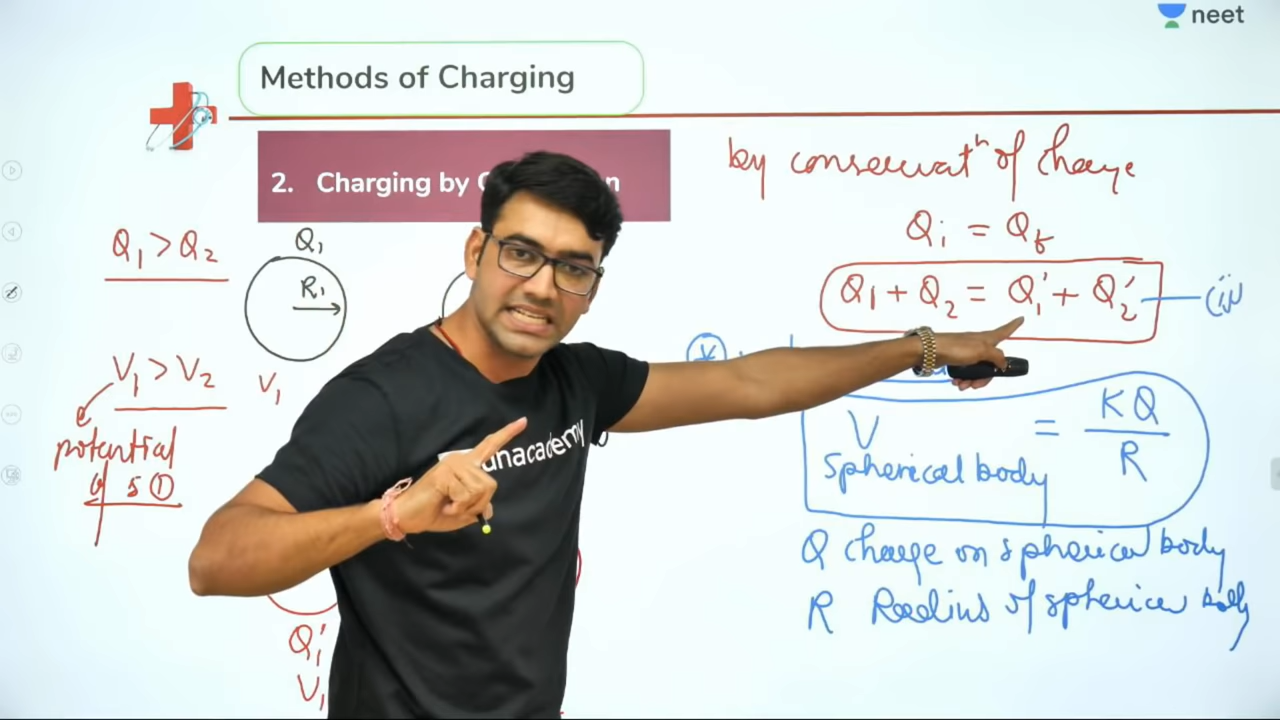 neet
Methods of Charging
2. Charging by
by conservatⁿ of charge
Q₁ > Q₂
Q₁
Qᵢ = Qf
R₁
Q₁ + Q₂ = Q₁' + Q₂'
V₁ > V₂
V₁
potential
V spherical body = KQ/R
unacademy
Q charge on spherical body
R Radius of spherical body
Q₁'
V₁